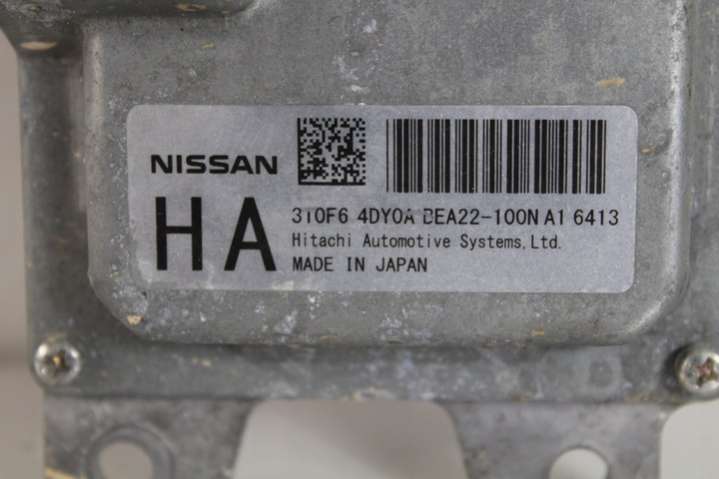 NISSAN
HA
310F6 4DY0A BEA22-100N A1 6413
Hitachi Automotive Systems, Ltd.
MADE IN JAPAN